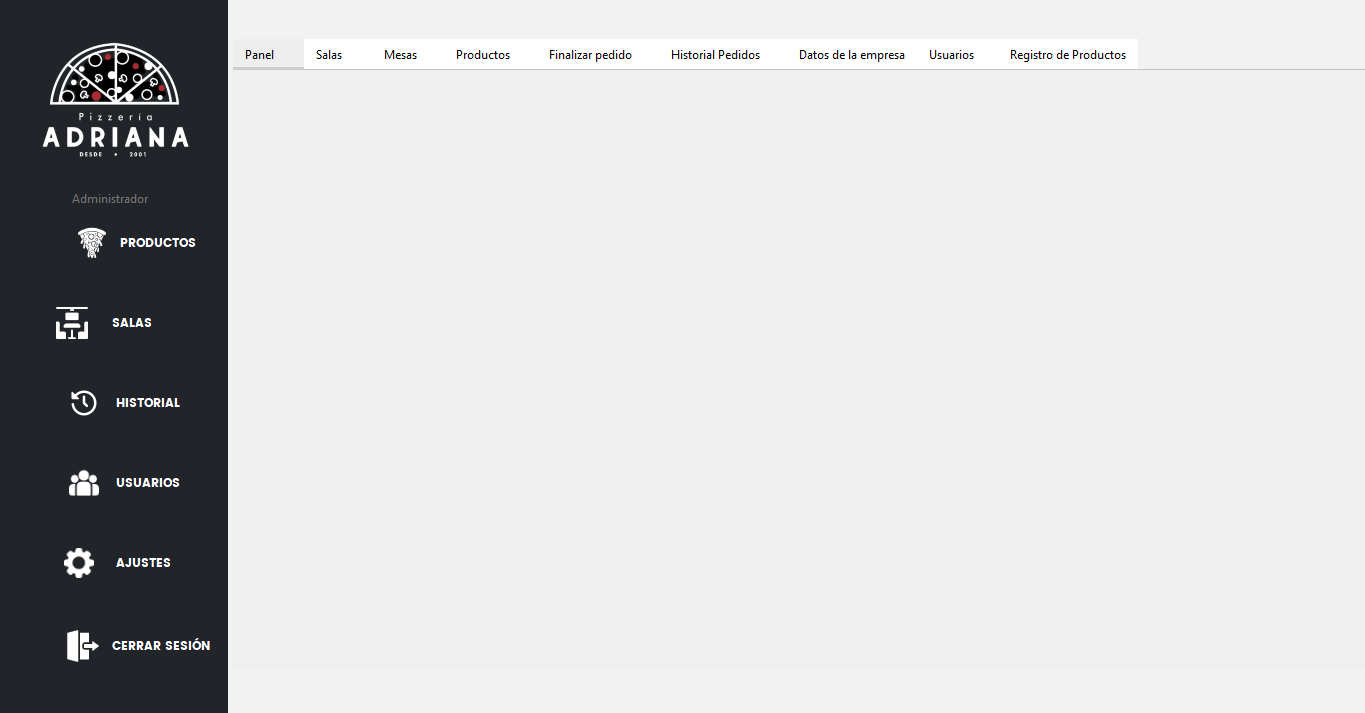 Pizzería
ADRIANA
DESDE • 2001
Administrador
PRODUCTOS
SALAS
HISTORIAL
USUARIOS
AJUSTES
CERRAR SESIÓN
Panel Salas Mesas Productos Finalizar pedido Historial Pedidos Datos de la empresa Usuarios Registro de Productos